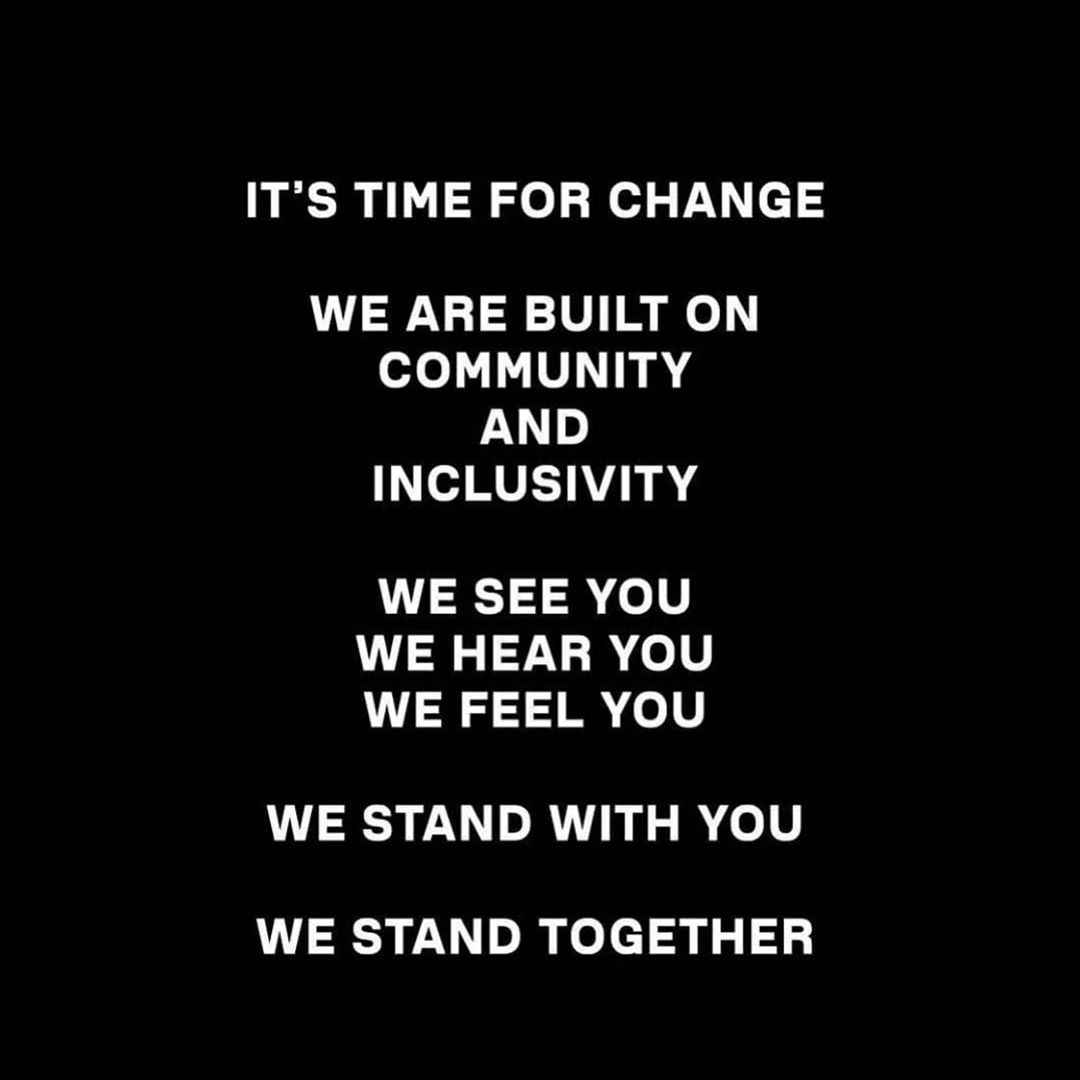 IT’S TIME FOR CHANGE
WE ARE BUILT ON
COMMUNITY
AND
INCLUSIVITY
WE SEE YOU
WE HEAR YOU
WE FEEL YOU
WE STAND WITH YOU
WE STAND TOGETHER